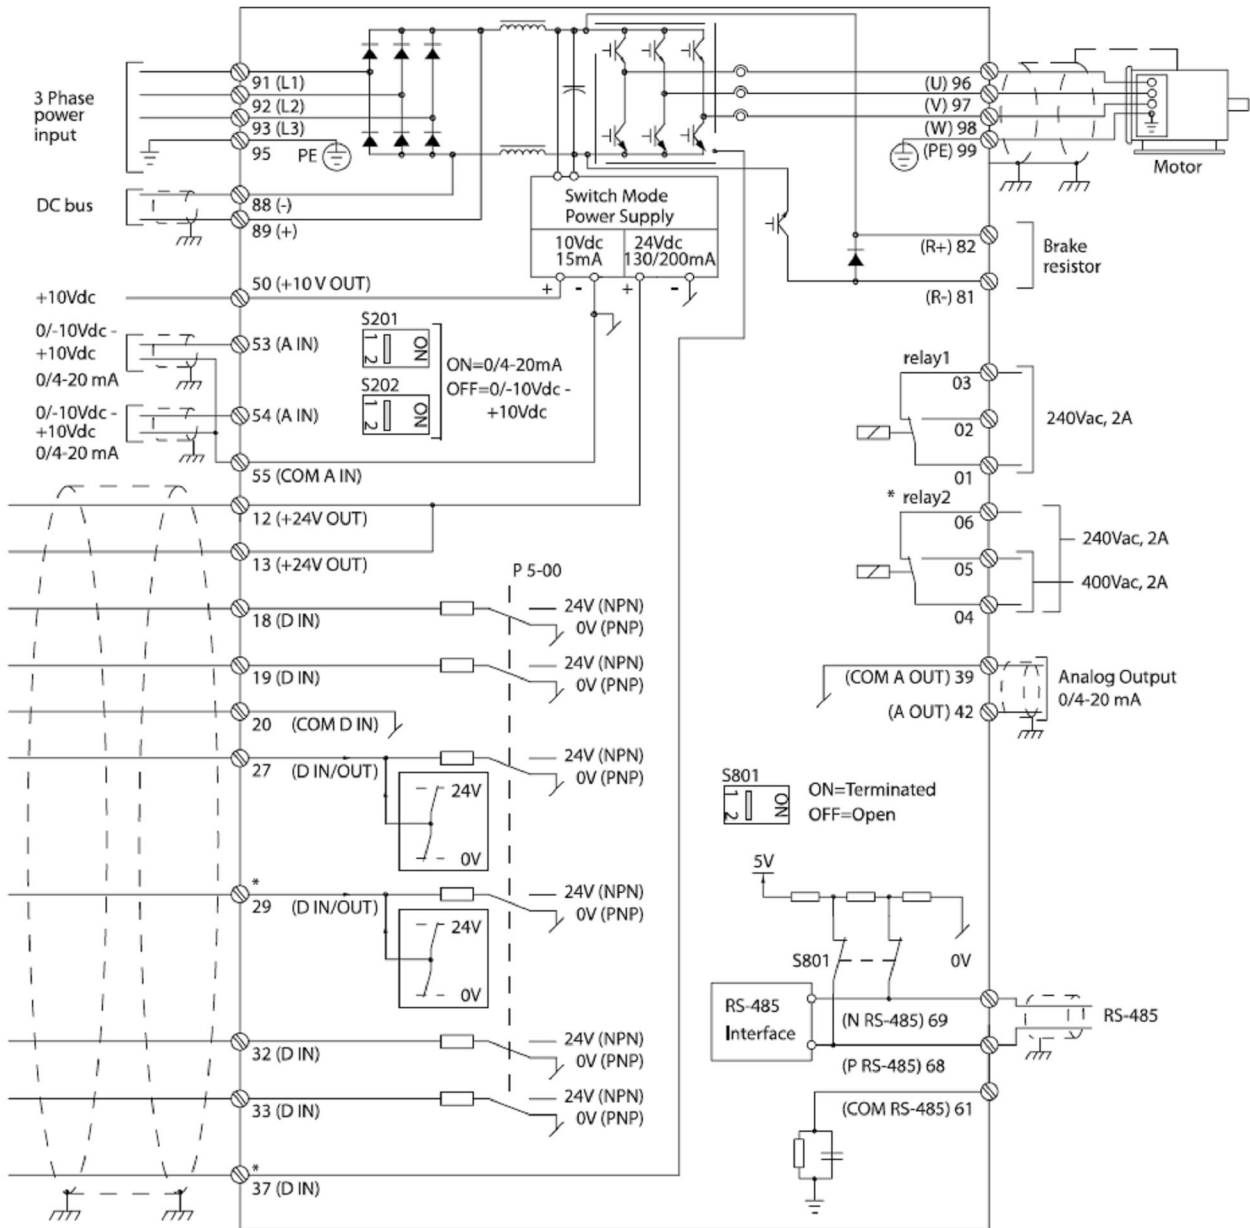 3 Phase
power
input
91 (L1)
92 (L2)
93 (L3)
95
PE
DC bus
88 (-)
89 (+)
Switch Mode
Power Supply
10Vdc
15mA
24Vdc
130/200mA
+
-
+
-
(U) 96
(V) 97
(W) 98
(PE) 99
Motor
(R+) 82
(R-) 81
Brake
resistor
+10Vdc
50 (+10 V OUT)
0/-10Vdc -
+10Vdc
0/4-20 mA
53 (A IN)
0/-10Vdc -
+10Vdc
0/4-20 mA
54 (A IN)
55 (COM A IN)
S201
1
2
ON
S202
1
2
ON
ON=0/4-20mA
OFF=0/-10Vdc -
+10Vdc
relay1
03
02
01
240Vac, 2A
* relay2
06
05
04
240Vac, 2A
400Vac, 2A
12 (+24V OUT)
13 (+24V OUT)
P 5-00
18 (D IN)
24V (NPN)
0V (PNP)
19 (D IN)
24V (NPN)
0V (PNP)
20 (COM D IN)
27 (D IN/OUT)
24V (NPN)
0V (PNP)
24V
0V
*
29 (D IN/OUT)
24V (NPN)
0V (PNP)
24V
0V
32 (D IN)
24V (NPN)
0V (PNP)
33 (D IN)
24V (NPN)
0V (PNP)
*
37 (D IN)
(COM A OUT) 39
(A OUT) 42
Analog Output
0/4-20 mA
S801
1
2
ON
ON=Terminated
OFF=Open
5V
S801
0V
RS-485
Interface
(N RS-485) 69
(P RS-485) 68
(COM RS-485) 61
RS-485